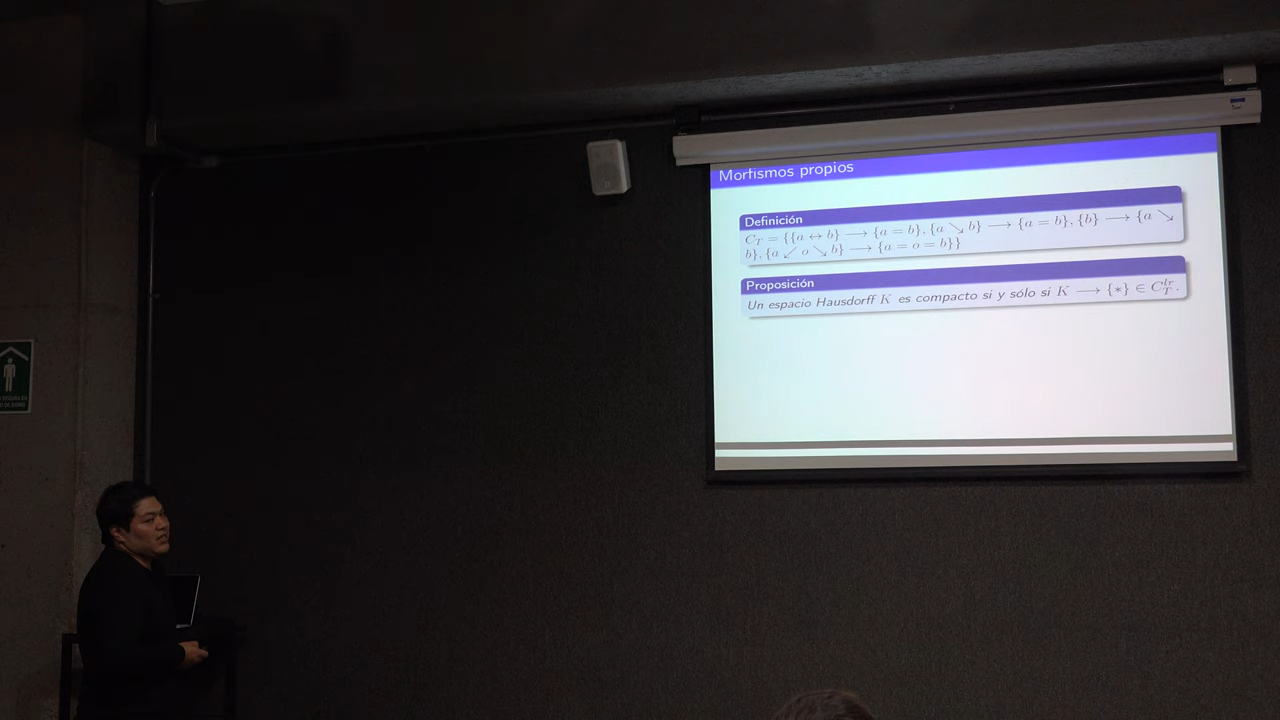 Morfismos propios
Definición
C_T = {{a ↔ b} ⟶ {a = b}, {a ↘ b} ⟶ {a = b}, {b} ⟶ {a ↘
b}, {a ↙ o ↘ b} ⟶ {a = o = b}}
Proposición
Un espacio Hausdorff K es compacto si y sólo si K ⟶ {*} ∈ C_T^{lr}.